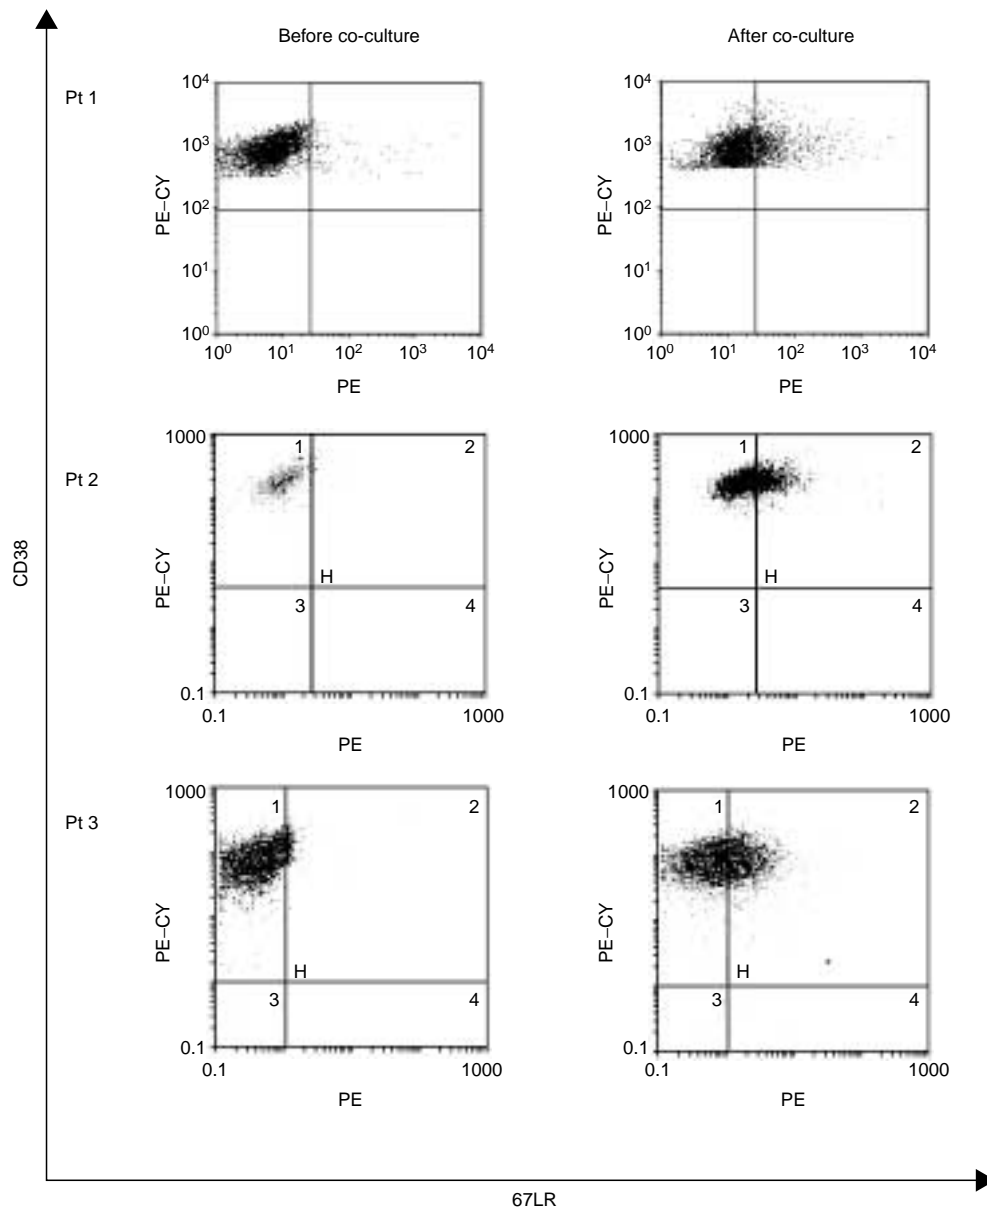 Before co-culture
After co-culture
Pt 1
10⁴
10³
10²
10¹
10⁰
PE–CY
10⁰ 10¹ 10² 10³ 10⁴
PE
10⁴
10³
10²
10¹
10⁰
PE–CY
10⁰ 10¹ 10² 10³ 10⁴
PE
Pt 2
1000
1 2
H
3 4
0.1
PE–CY
0.1 1000
PE
1000
1 2
H
3 4
0.1
PE–CY
0.1 1000
PE
Pt 3
1000
1 2
H
3 4
0.1
PE–CY
0.1 1000
PE
1000
1 2
H
3 4
0.1
PE–CY
0.1 1000
PE
CD38
67LR